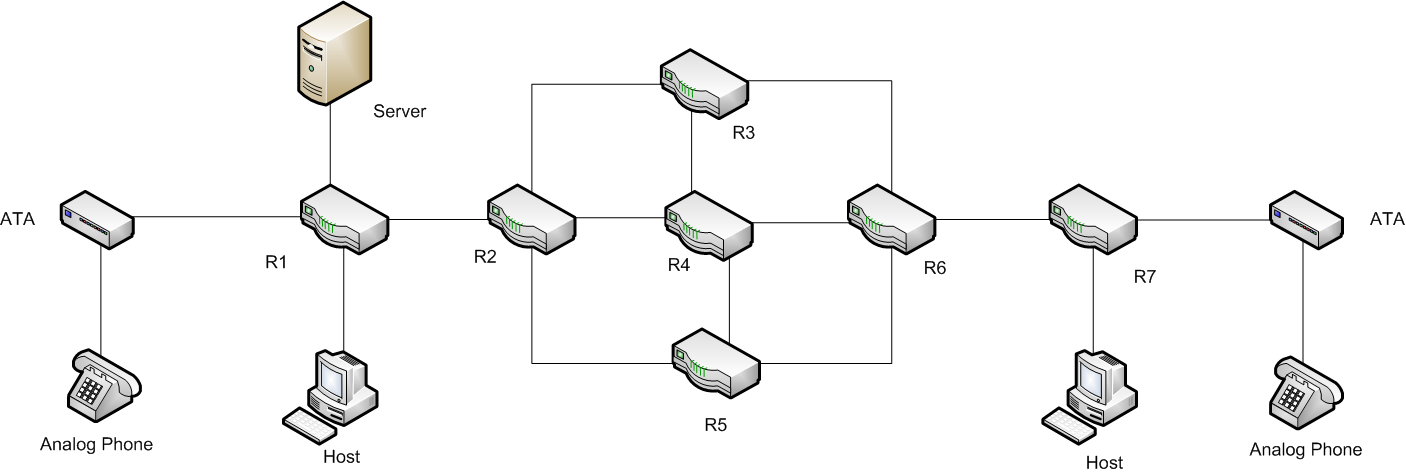 Server
R3
ATA
ATA
R1
R2
R4
R6
R7
R5
Analog Phone
Host
Host
Analog Phone